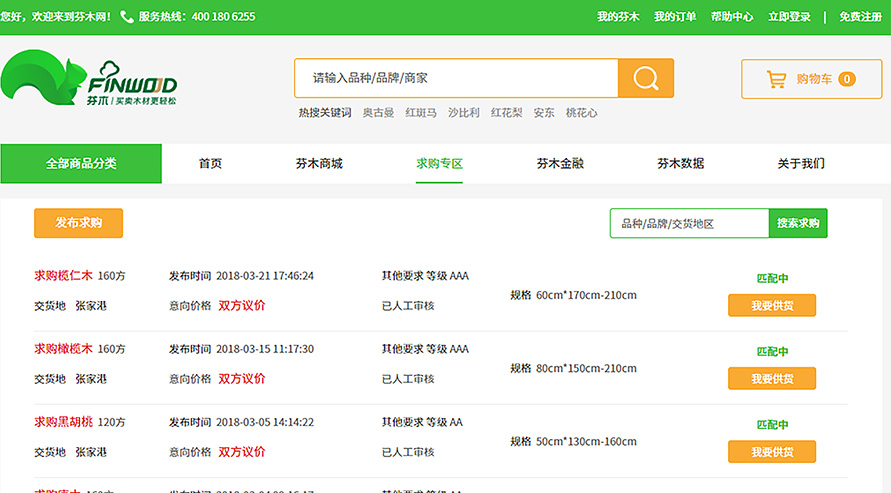 您好，欢迎来到芬木网！ 服务热线：400 180 6255 我的芬木 我的订单 帮助中心 立即登录 | 免费注册
FINWOOD
芬木 | 买卖木材更轻松
请输入品种/品牌/商家
购物车 0
热搜关键词 奥古曼 红斑马 沙比利 红花梨 安东 桃花心
全部商品分类 首页 芬木商城 求购专区 芬木金融 芬木数据 关于我们
发布求购 品种/品牌/交货地区 搜索求购
求购榄仁木 160方 发布时间 2018-03-21 17:46:24 其他要求 等级 AAA 匹配中
规格 60cm*170cm-210cm
交货地 张家港 意向价格 双方议价 已人工审核 我要供货
求购橄榄木 160方 发布时间 2018-03-15 11:17:30 其他要求 等级 AAA 匹配中
规格 80cm*150cm-210cm
交货地 张家港 意向价格 双方议价 已人工审核 我要供货
求购黑胡桃 120方 发布时间 2018-03-05 14:14:22 其他要求 等级 AA 匹配中
规格 50cm*130cm-160cm
交货地 张家港 意向价格 双方议价 已人工审核 我要供货